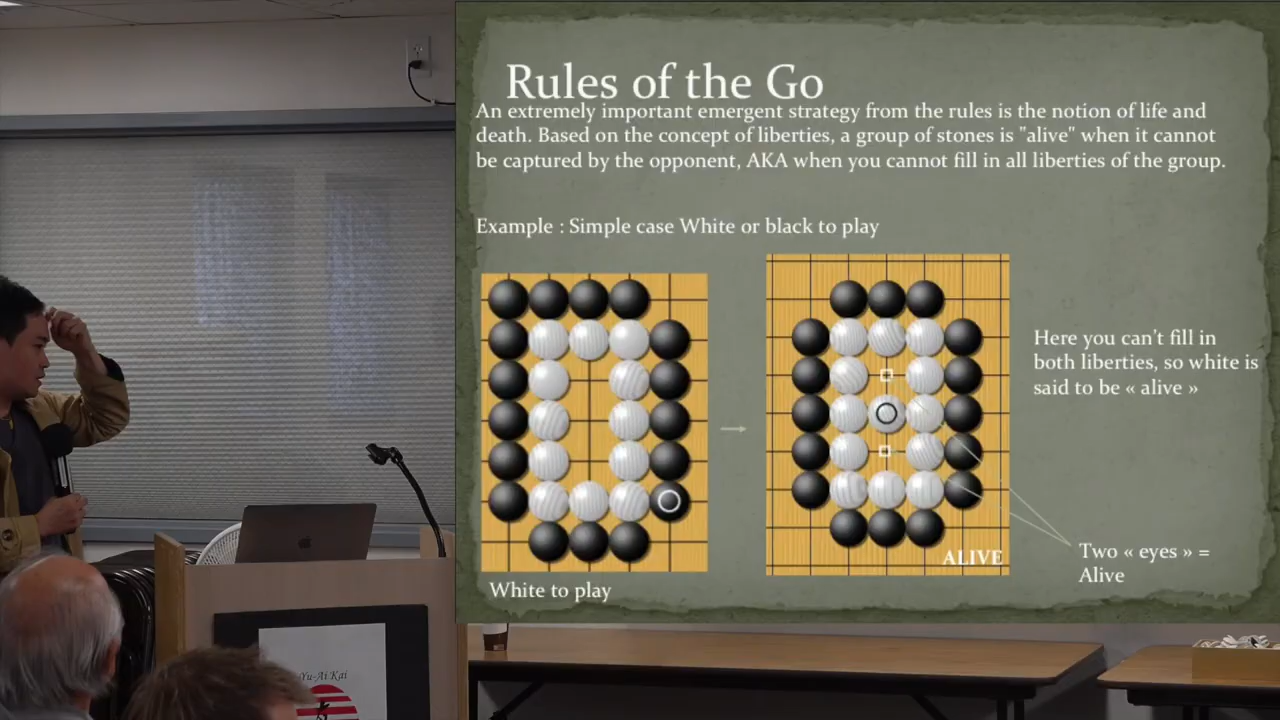 Rules of the Go
An extremely important emergent strategy from the rules is the notion of life and
death. Based on the concept of liberties, a group of stones is "alive" when it cannot
be captured by the opponent, AKA when you cannot fill in all liberties of the group.
Example : Simple case White or black to play
Here you can't fill in
both liberties, so white is
said to be « alive »
ALIVE
Two « eyes » =
Alive
White to play
Yu-Ai Kai